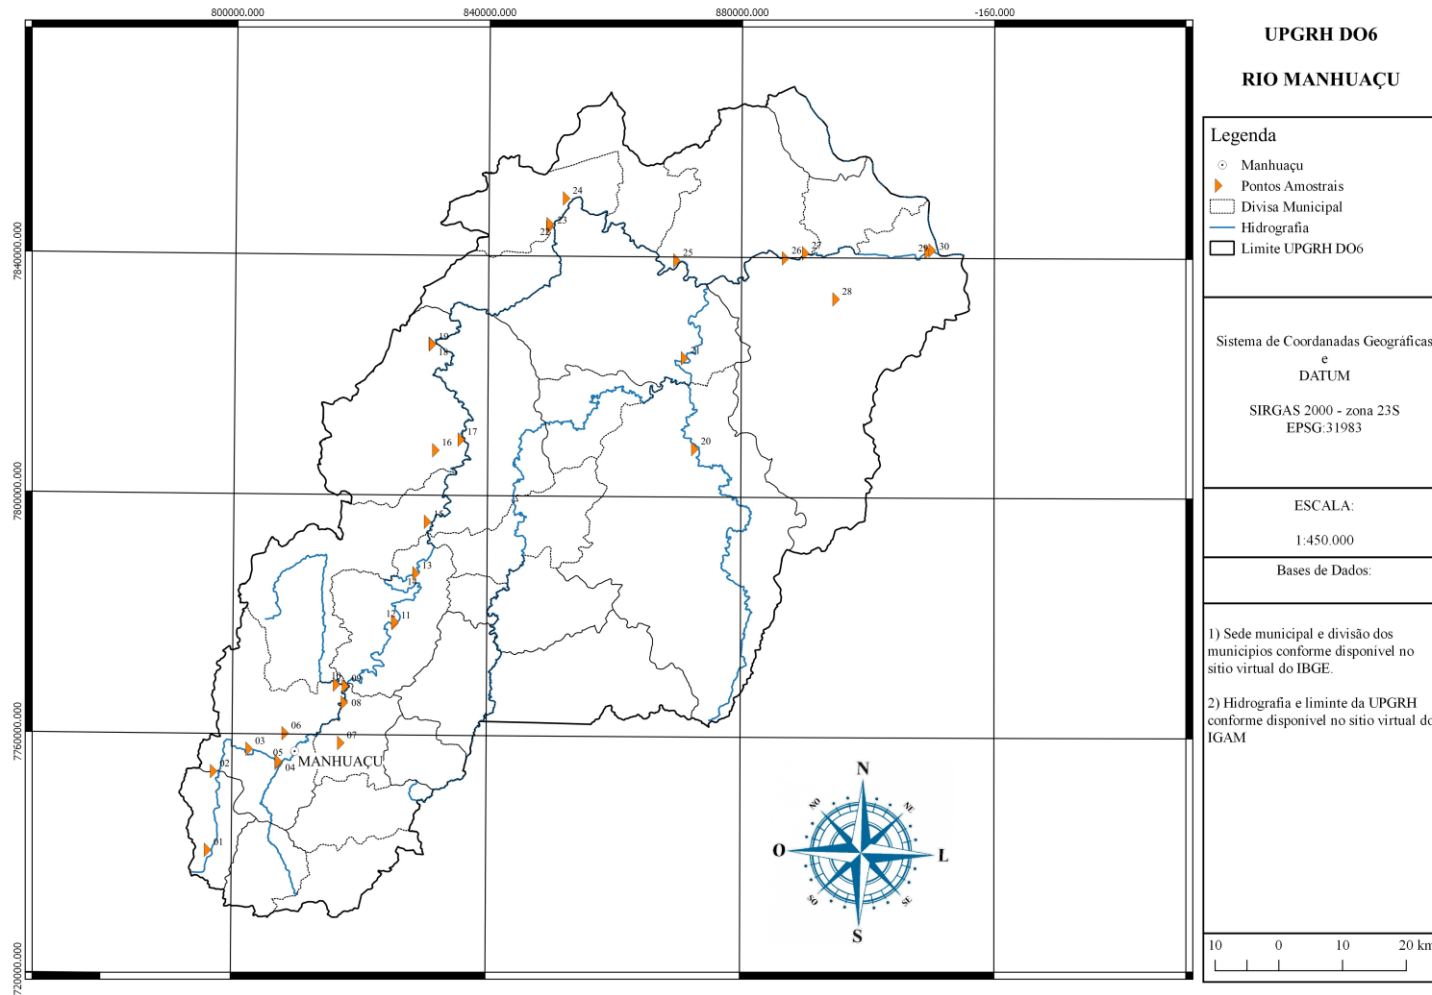 800000.000
840000.000
880000.000
-160.000
UPGRH DO6
RIO MANHUAÇU
Legenda
Manhuaçu
Pontos Amostrais
Divisa Municipal
Hidrografia
Limite UPGRH DO6
Sistema de Coordanadas Geográficas
e
DATUM
SIRGAS 2000 - zona 23S
EPSG:31983
ESCALA:
1:450.000
Bases de Dados:
1) Sede municipal e divisão dos
municipios conforme disponivel no
sitio virtual do IBGE.
2) Hidrografia e liminte da UPGRH
conforme disponivel no sitio virtual do
IGAM
10 0 10 20 km
7840000.000
7800000.000
7760000.000
7720000.000
24
23
22
25
26
27
28
29
30
19
18
21
17
16
20
15
13
14
12
11
10
09
08
07
06
05
04
03
02
01
MANHUAÇU
N
NE
L
SE
S
SO
O
NO